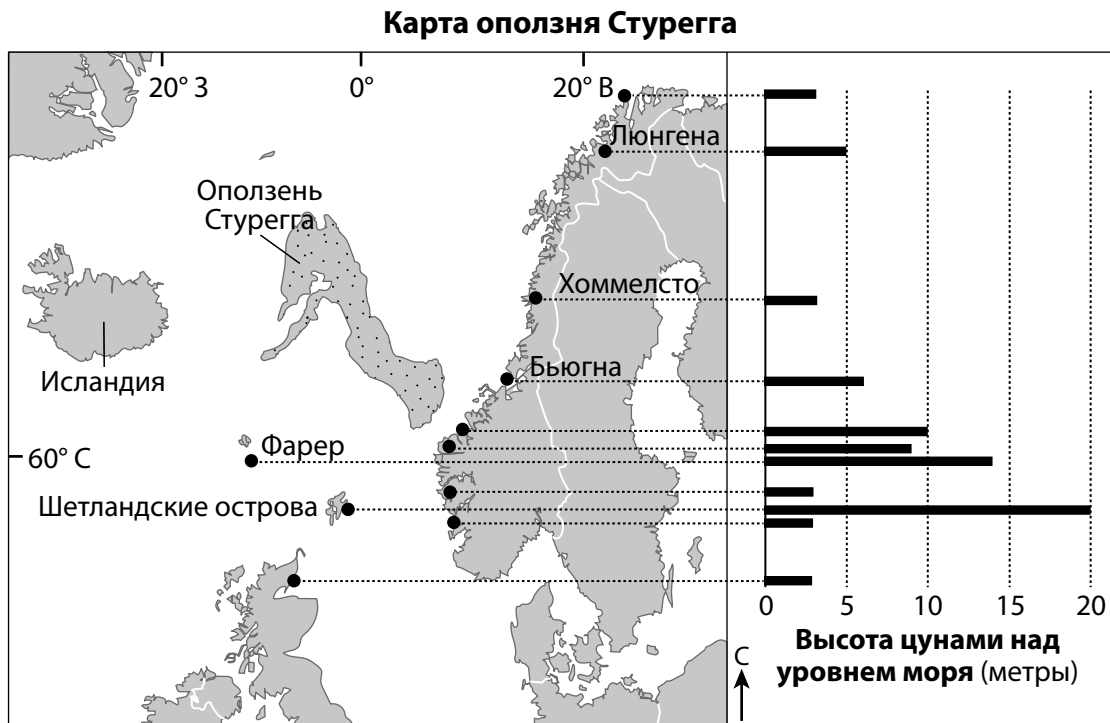 Карта оползня Стурегга
20° З
0°
20° В
Люнгена
Оползень
Стурегга
Хоммелсто
Исландия
Бьюгна
Фарер
60° С
Шетландские острова
0
5
10
15
20
Высота цунами над
уровнем моря (метры)
С